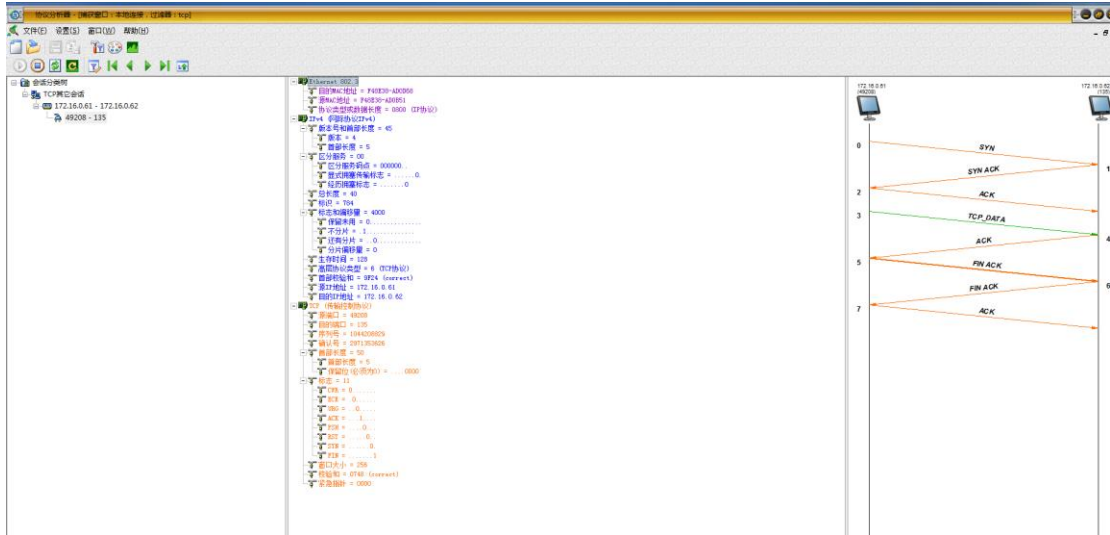 协议分析器 - [捕获窗口：本地连接，过滤器：tcp]
文件(F) 设置(S) 窗口(W) 帮助(H)
会话分类树
TCP其它会话
172.16.0.61 - 172.16.0.62
49208 - 135
Ethernet 802.3
目的MAC地址 =
源MAC地址 =
协议类型或数据长度 = 0800 (IP协议)
IPv4 (网际协议IPv4)
版本号和首部长度 = 45
版本 = 4
首部长度 = 5
区分服务 = 00
区分服务码点 = 000000..
显式拥塞传输标志 = ......0.
经历拥塞标志 = .......0
总长度 = 40
标识 = 784
标志和偏移量 = 4000
保留未用 = 0...............
不分片 = .1..............
还有分片 = ..0.............
分片偏移量 = 0
生存时间 = 128
高层协议类型 = 6 (TCP协议)
首部校验和 = 9F24 (correct)
源IP地址 = 172.16.0.61
目的IP地址 = 172.16.0.62
TCP (传输控制协议)
源端口 = 49208
目的端口 = 135
序列号 =
确认号 =
首部长度 = 50
首部长度 = 5
保留位(必须为0) = ....0000
标志 = 11
CWR = 0.......
ECE = .0......
URG = ..0.....
ACK = ...1....
PSH = ....0...
RST = .....0..
SYN = ......0.
FIN = .......1
窗口大小 = 256
校验和 = (correct)
紧急指针 = 0000
172.16.0.61
(49208)
172.16.0.62
(135)
0
SYN
SYN ACK
1
2
ACK
3
TCP_DATA
4
ACK
5
FIN ACK
6
FIN ACK
7
ACK